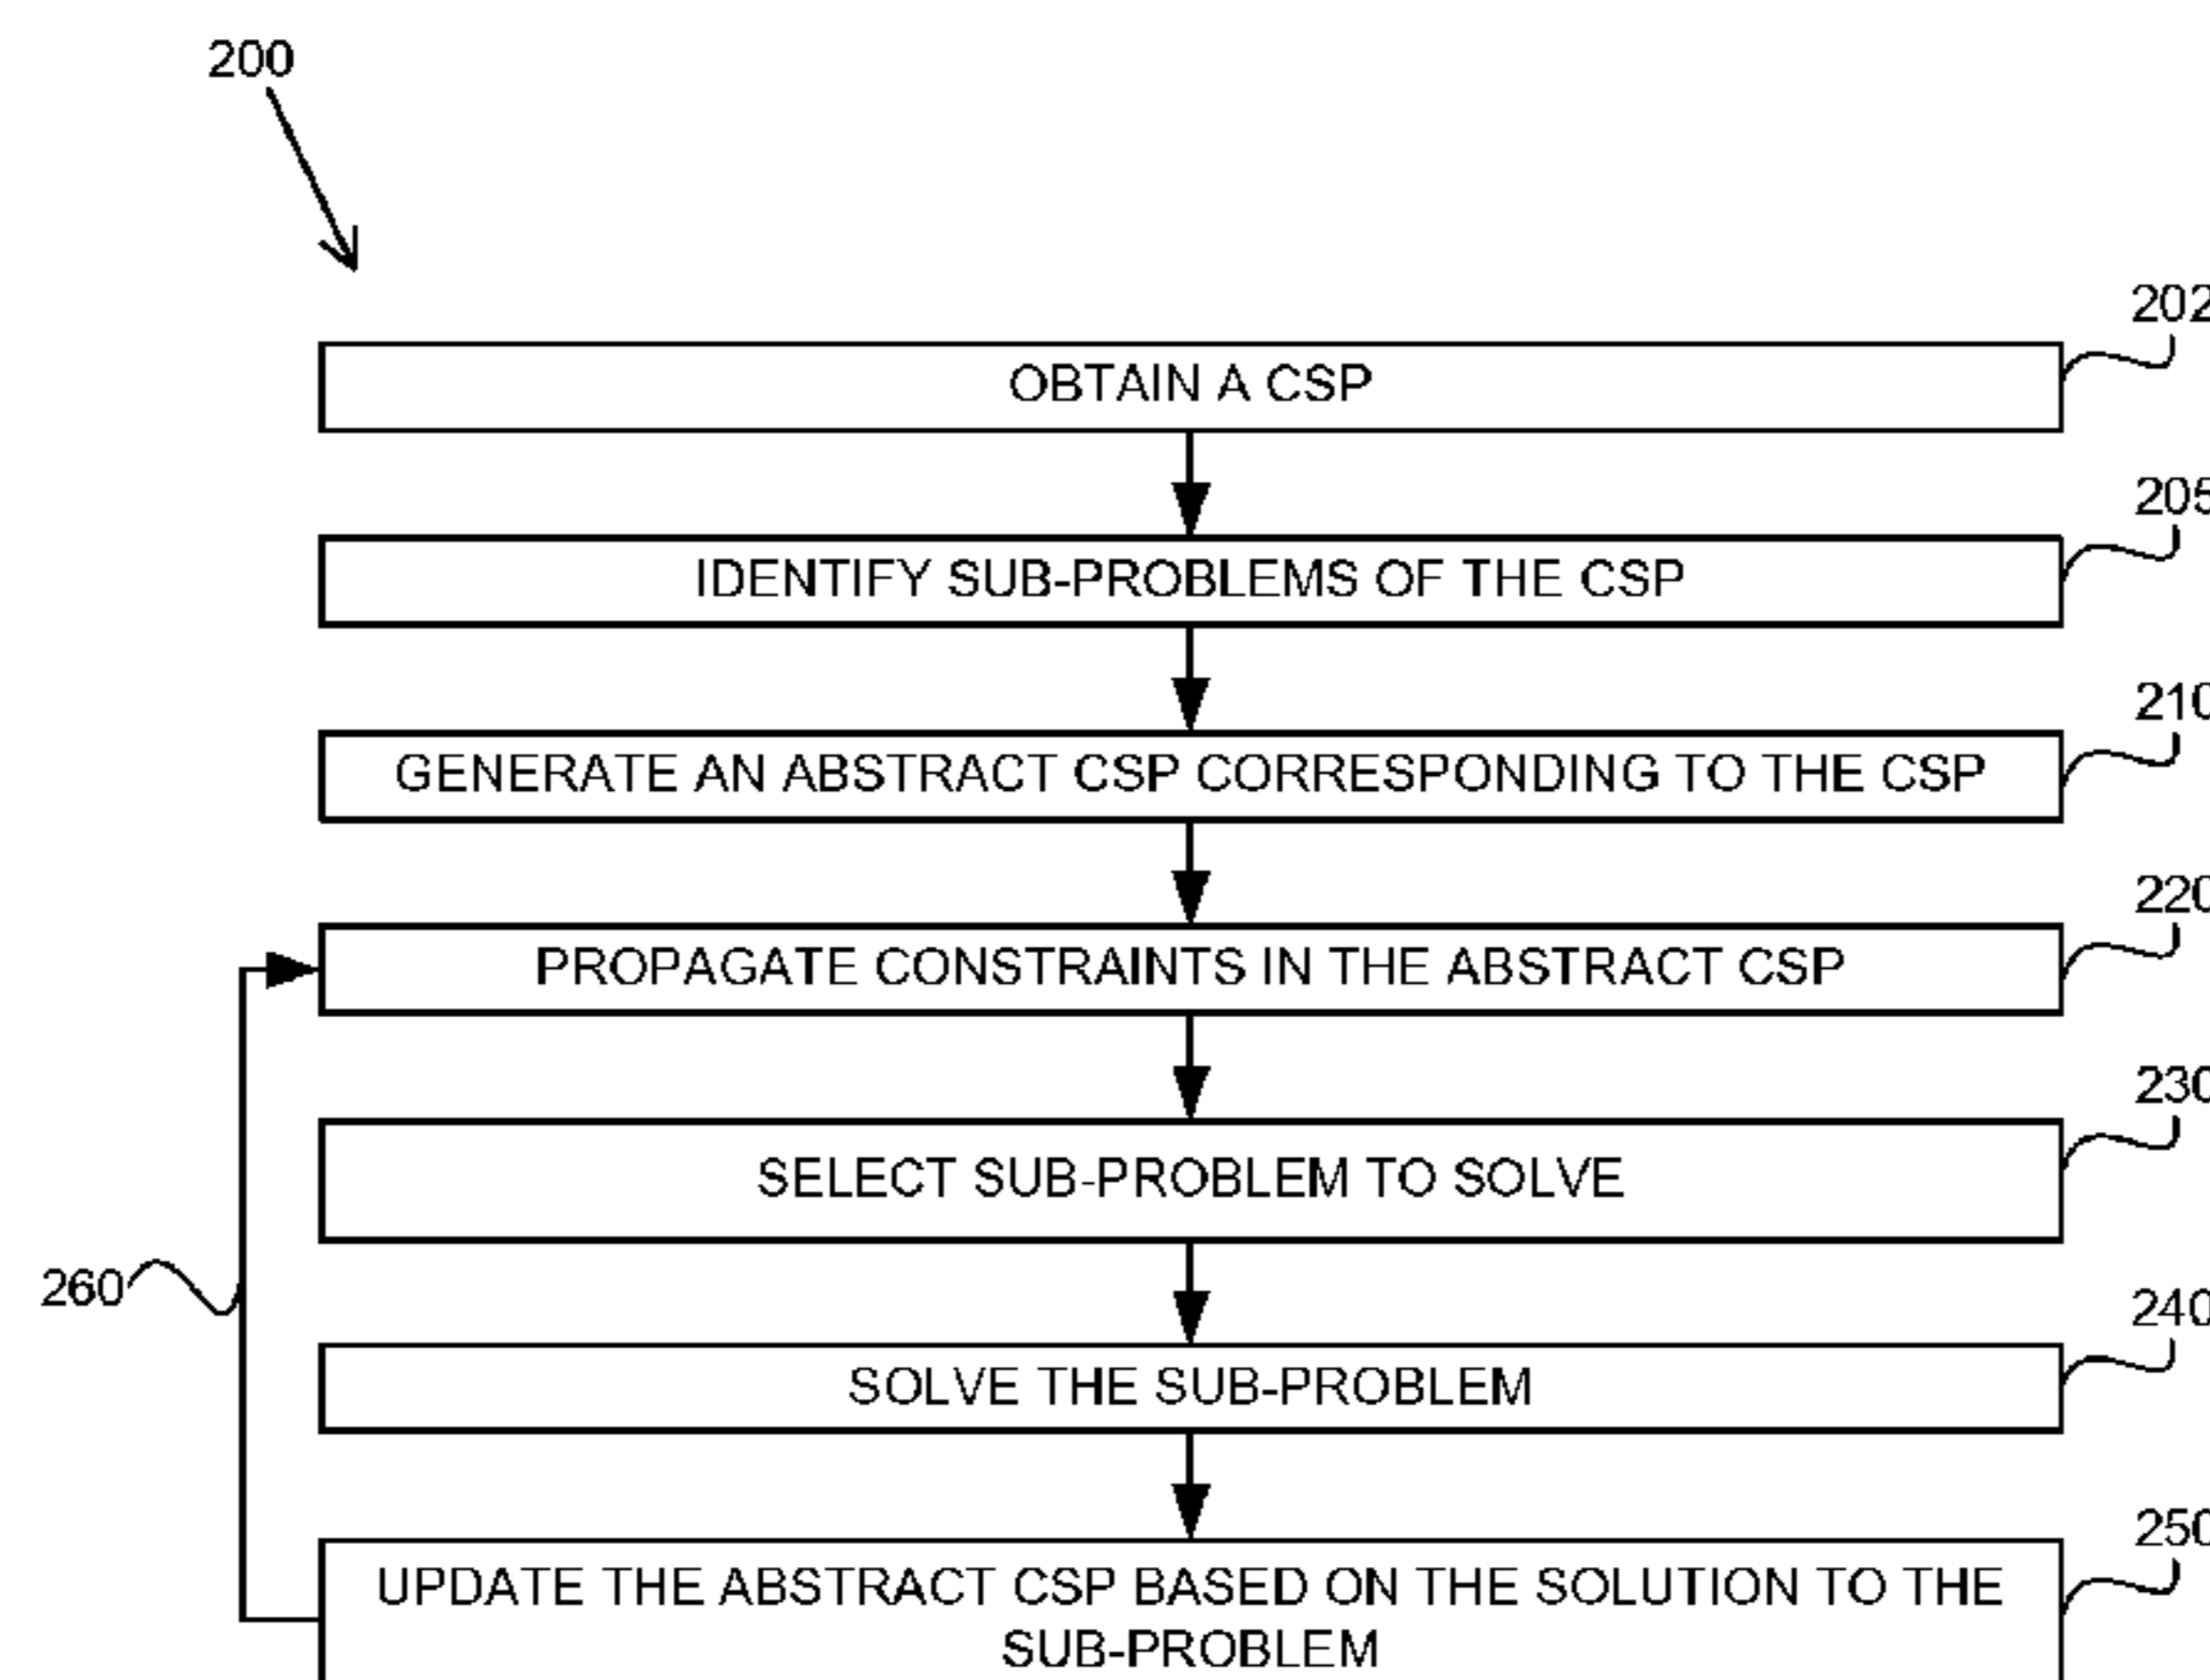 200
202
OBTAIN A CSP
205
IDENTIFY SUB-PROBLEMS OF THE CSP
210
GENERATE AN ABSTRACT CSP CORRESPONDING TO THE CSP
220
PROPAGATE CONSTRAINTS IN THE ABSTRACT CSP
230
SELECT SUB-PROBLEM TO SOLVE
260
240
SOLVE THE SUB-PROBLEM
250
UPDATE THE ABSTRACT CSP BASED ON THE SOLUTION TO THE
SUB-PROBLEM